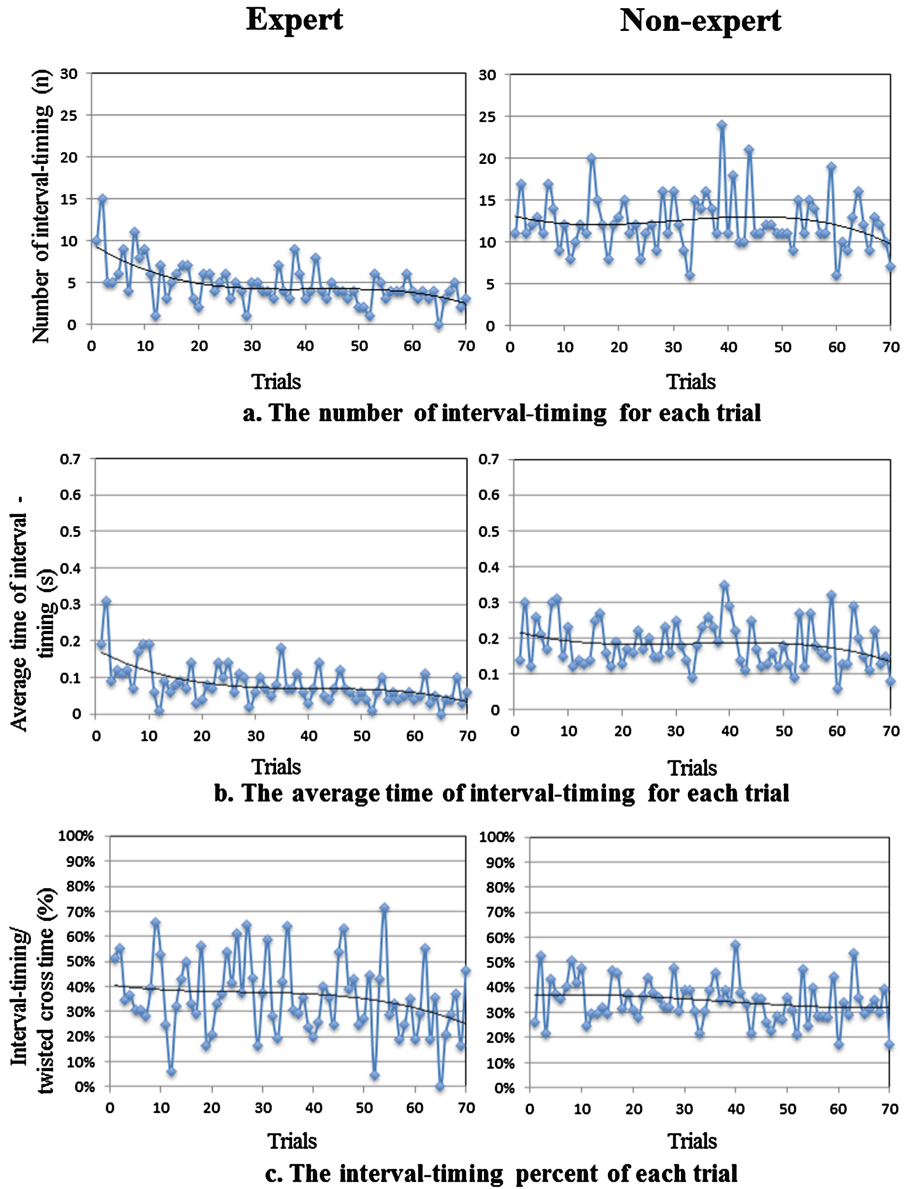 Expert Non-expert
Number of interval-timing (n)
30 25 20 15 10 5 0
0 10 20 30 40 50 60 70
Trials
30 25 20 15 10 5 0
0 10 20 30 40 50 60 70
Trials
a. The number of interval-timing for each trial
Average time of interval -
timing (s)
0.7 0.6 0.5 0.4 0.3 0.2 0.1 0
0 10 20 30 40 50 60 70
Trials
0.7 0.6 0.5 0.4 0.3 0.2 0.1 0
0 10 20 30 40 50 60 70
Trials
b. The average time of interval-timing for each trial
Interval-timing/
twisted cross time (%)
100% 90% 80% 70% 60% 50% 40% 30% 20% 10% 0%
0 10 20 30 40 50 60 70
Trials
100% 90% 80% 70% 60% 50% 40% 30% 20% 10% 0%
0 10 20 30 40 50 60 70
Trials
c. The interval-timing percent of each trial